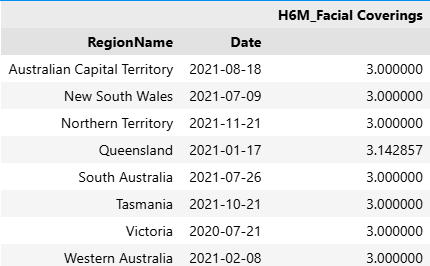 H6M_Facial Coverings
RegionName Date
Australian Capital Territory 2021-08-18 3.000000
New South Wales 2021-07-09 3.000000
Northern Territory 2021-11-21 3.000000
Queensland 2021-01-17 3.142857
South Australia 2021-07-26 3.000000
Tasmania 2021-10-21 3.000000
Victoria 2020-07-21 3.000000
Western Australia 2021-02-08 3.000000